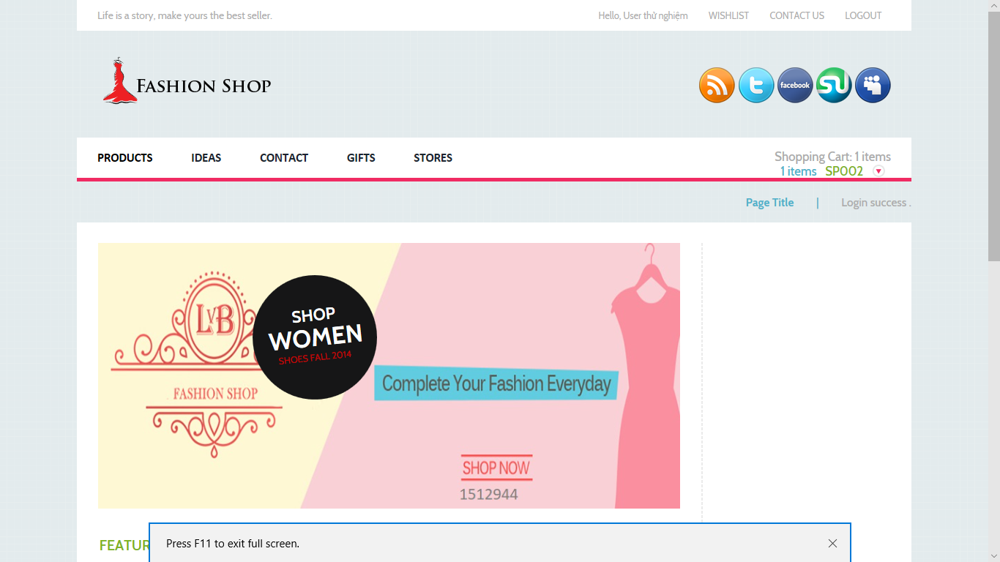 Life is a story, make yours the best seller.
Hello, User thử nghiệm WISHLIST CONTACT US LOGOUT
FASHION SHOP
facebook
PRODUCTS IDEAS CONTACT GIFTS STORES
Shopping Cart: 1 items
1 items SP002
Page Title | Login success .
LVB
FASHION SHOP
SHOP
WOMEN
SHOES FALL 2014
Complete Your Fashion Everyday
SHOP NOW
1512944
FEATUR
Press F11 to exit full screen.